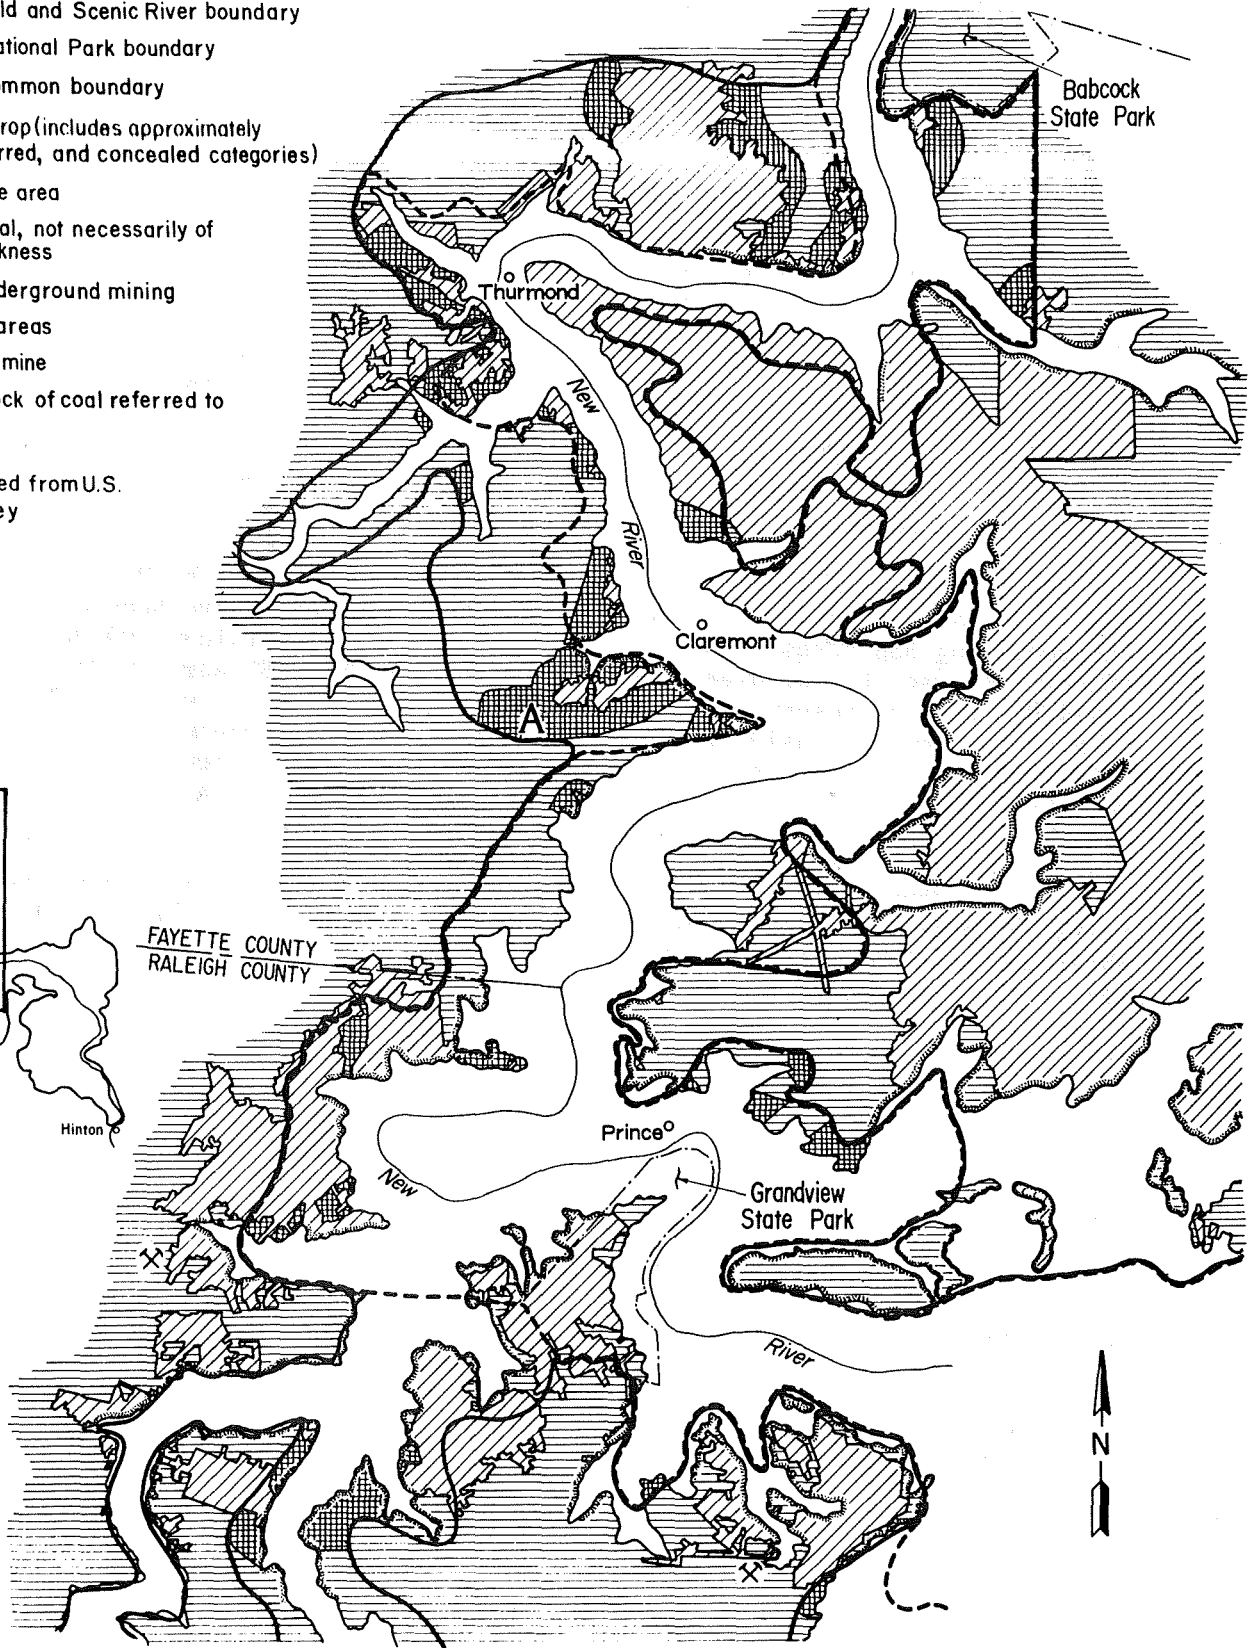 ld and Scenic River boundary
ational Park boundary
mmon boundary
rop (includes approximately
rred, and concealed categories)
e area
al, not necessarily of
kness
derground mining
areas
mine
ock of coal referred to
ed from U.S.
ey
Babcock
State Park
Thurmond
New
River
Claremont
A
FAYETTE COUNTY
RALEIGH COUNTY
Hinton
Prince
New
Grandview
State Park
River
N